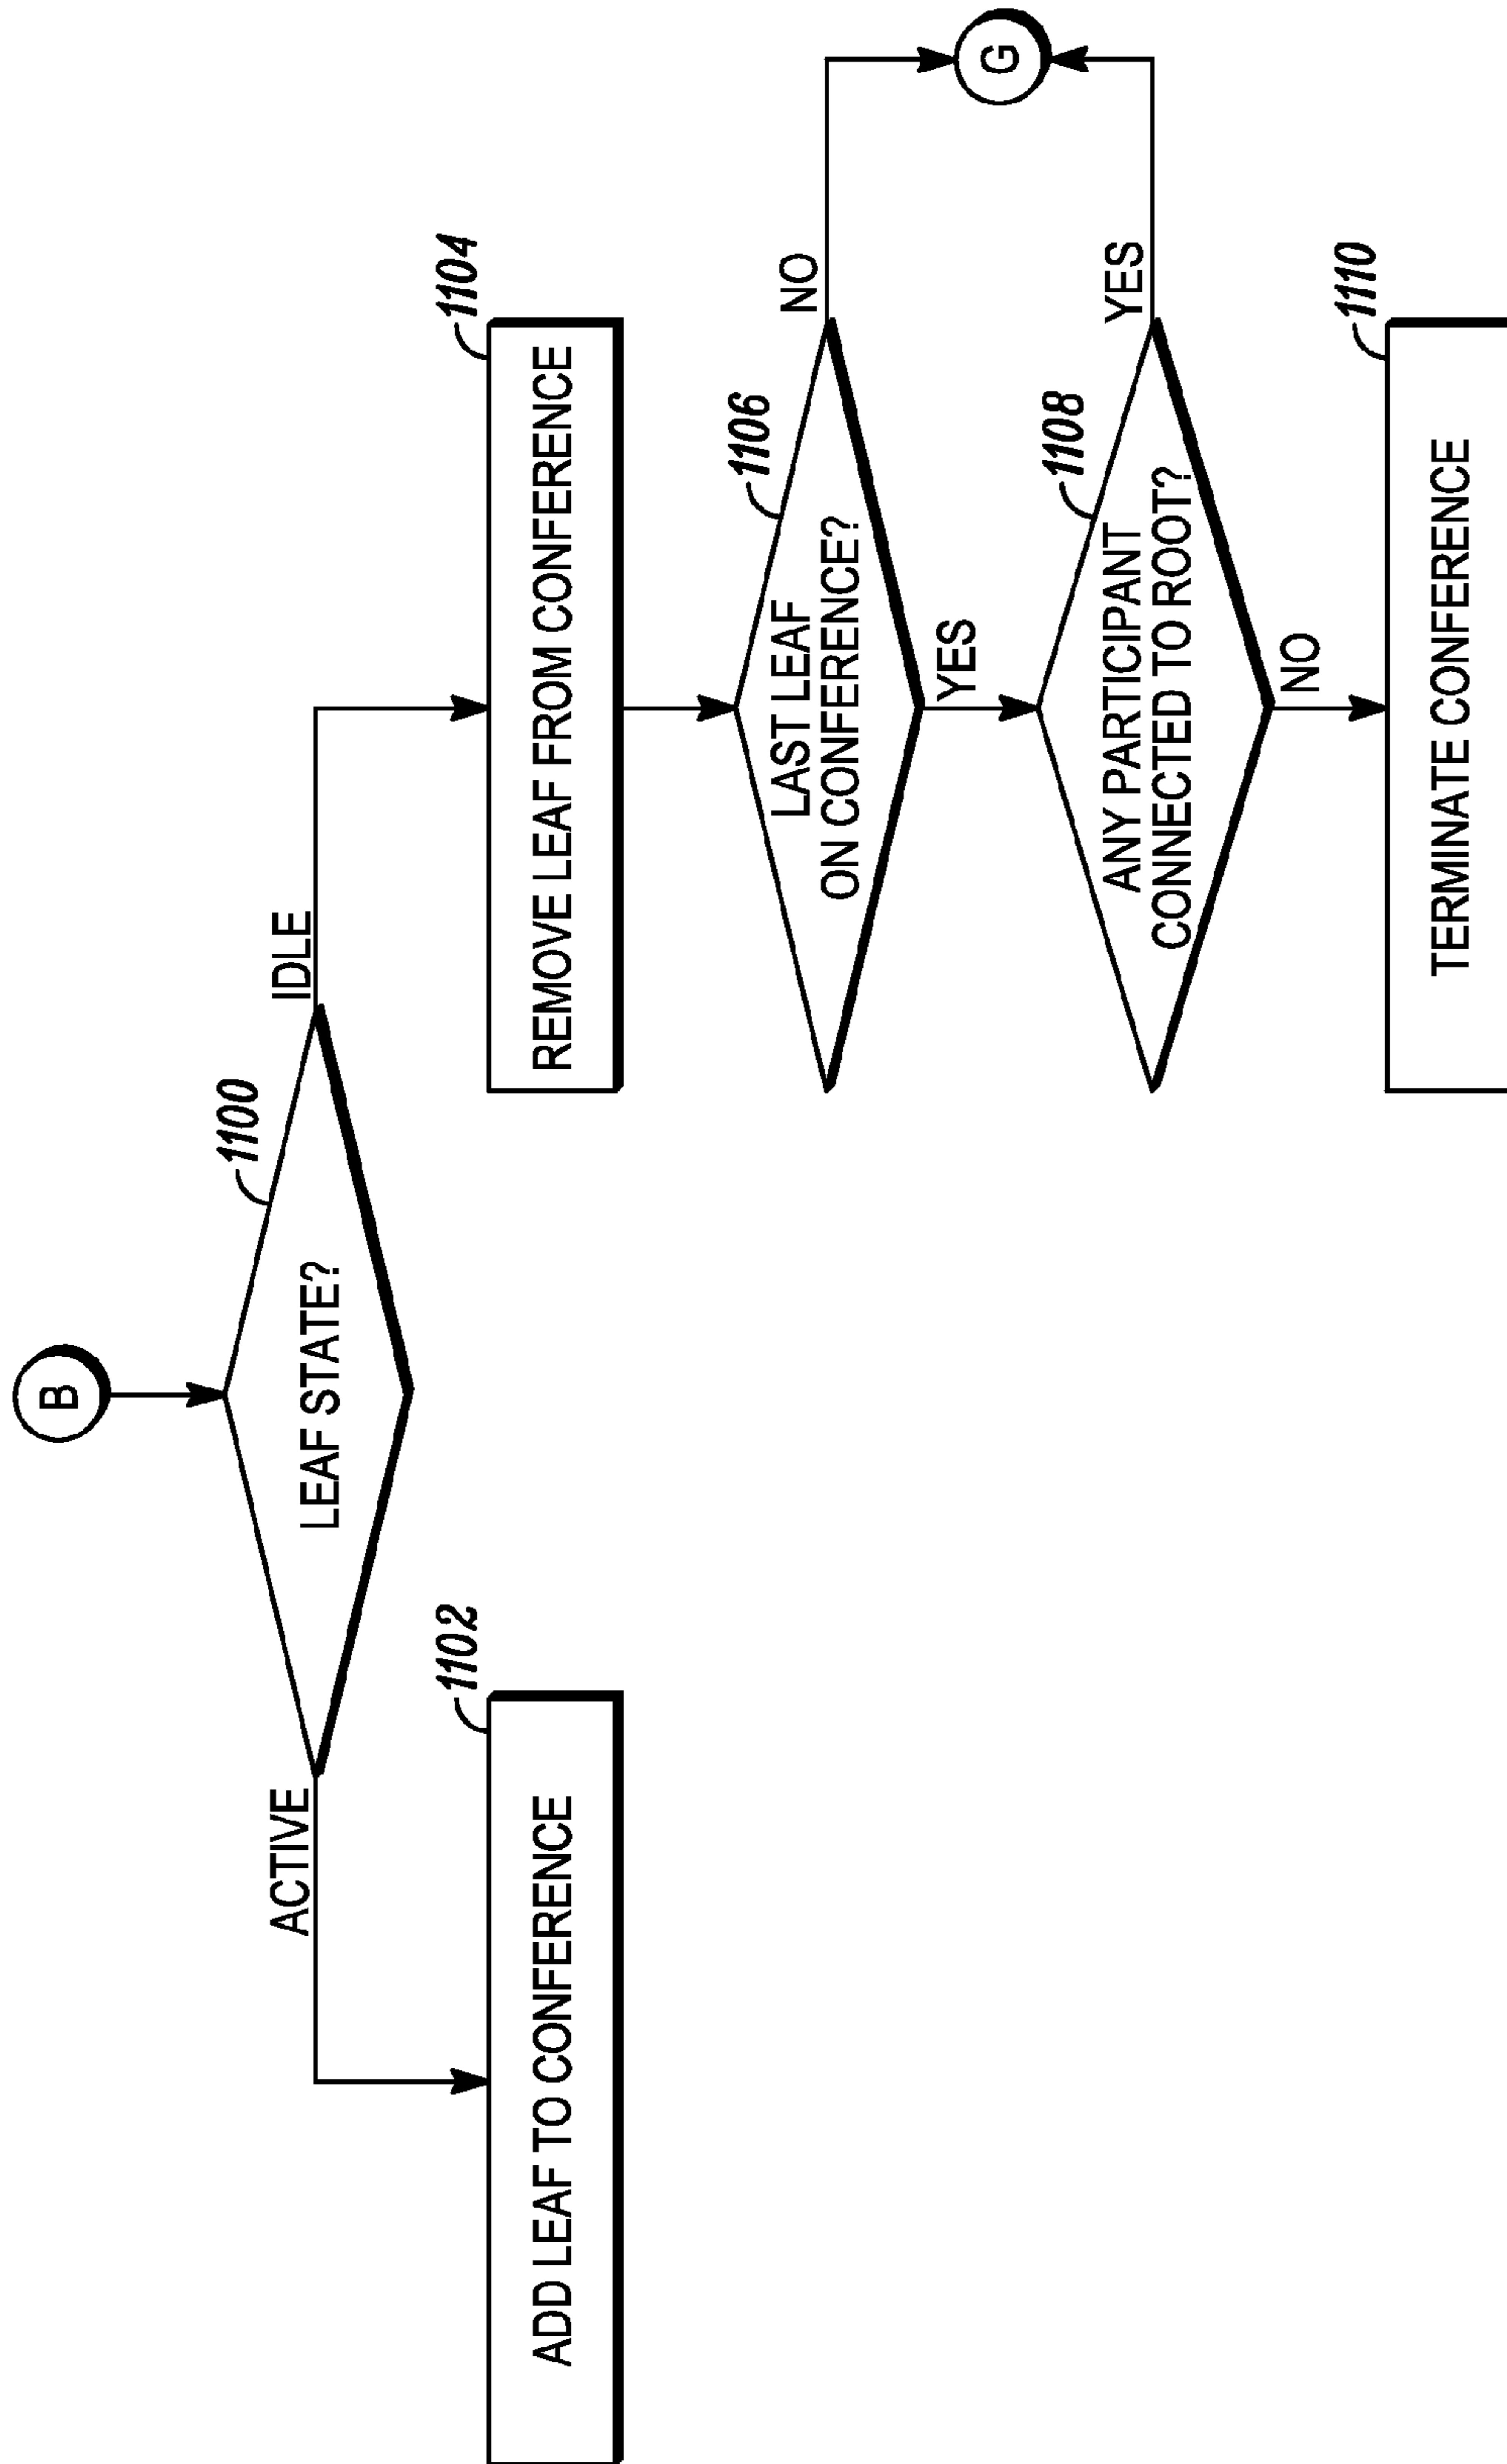 B
1100
LEAF STATE?
ACTIVE
IDLE
1102
ADD LEAF TO CONFERENCE
1104
REMOVE LEAF FROM CONFERENCE
1106
LAST LEAF
ON CONFERENCE?
NO
YES
G
1108
ANY PARTICIPANT
CONNECTED TO ROOT?
YES
NO
1110
TERMINATE CONFERENCE